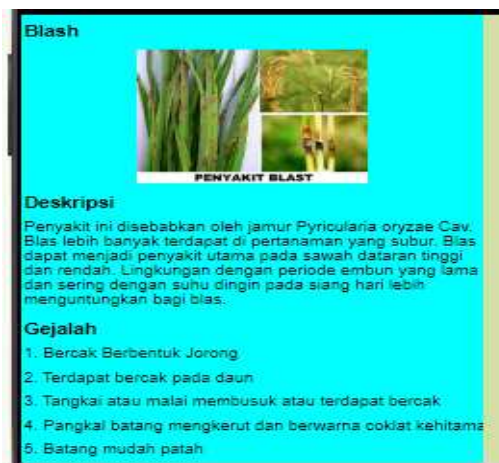 Blash
PENYAKIT BLAST
Deskripsi
Penyakit ini disebabkan oleh jamur Pyricularia oryzae Cav.
Blas lebih banyak terdapat di pertanaman yang subur. Blas
dapat menjadi penyakit utama pada sawah dataran tinggi
dan rendah. Lingkungan dengan periode embun yang lama
dan sering dengan suhu dingin pada siang hari lebih
menguntungkan bagi blas.
Gejalah
1. Bercak Berbentuk Jorong
2. Terdapat bercak pada daun
3. Tangkai atau malai membusuk atau terdapat bercak
4. Pangkal batang mengkerut dan berwarna coklat kehitama
5. Batang mudah patah